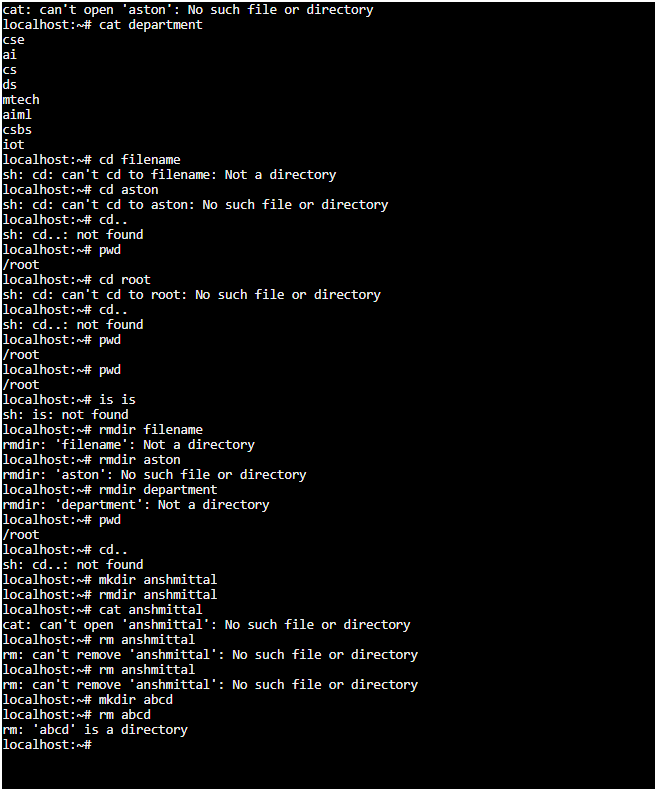 cat: can't open 'aston': No such file or directory
localhost:~# cat department
cse
ai
cs
ds
mtech
aiml
csbs
iot
localhost:~# cd filename
sh: cd: can't cd to filename: Not a directory
localhost:~# cd aston
sh: cd: can't cd to aston: No such file or directory
localhost:~# cd..
sh: cd..: not found
localhost:~# pwd
/root
localhost:~# cd root
sh: cd: can't cd to root: No such file or directory
localhost:~# cd..
sh: cd..: not found
localhost:~# pwd
/root
localhost:~# pwd
/root
localhost:~# is is
sh: is: not found
localhost:~# rmdir filename
rmdir: 'filename': Not a directory
localhost:~# rmdir aston
rmdir: 'aston': No such file or directory
localhost:~# rmdir department
rmdir: 'department': Not a directory
localhost:~# pwd
/root
localhost:~# cd..
sh: cd..: not found
localhost:~# mkdir anshmittal
localhost:~# rmdir anshmittal
localhost:~# cat anshmittal
cat: can't open 'anshmittal': No such file or directory
localhost:~# rm anshmittal
rm: can't remove 'anshmittal': No such file or directory
localhost:~# rm anshmittal
rm: can't remove 'anshmittal': No such file or directory
localhost:~# mkdir abcd
localhost:~# rm abcd
rm: 'abcd' is a directory
localhost:~#